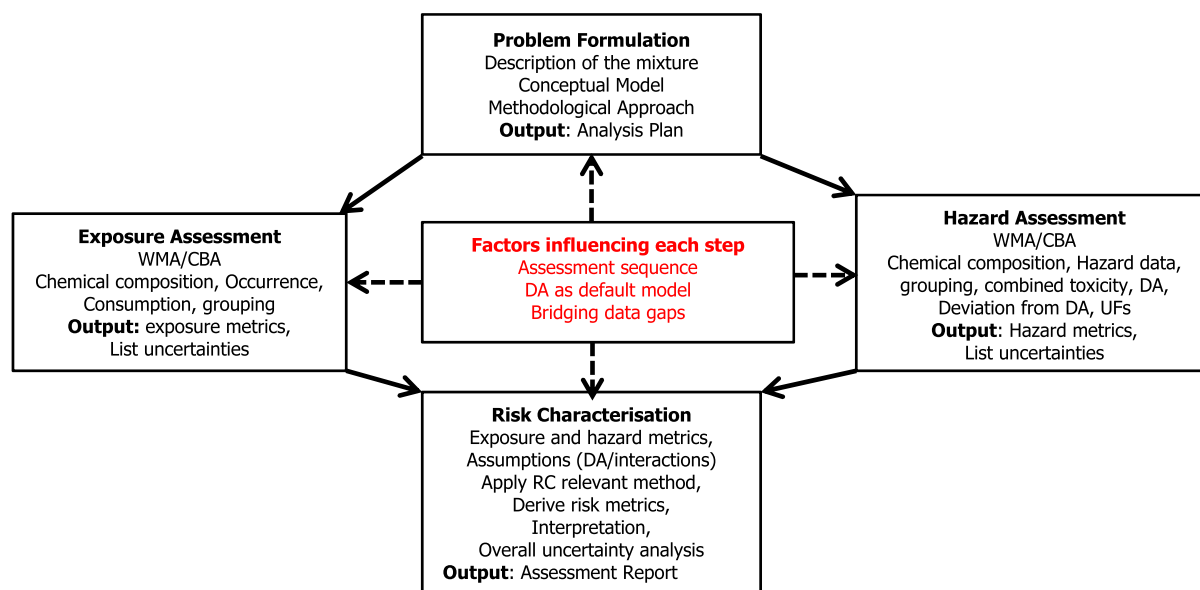 Problem Formulation
Description of the mixture
Conceptual Model
Methodological Approach
Output: Analysis Plan
Exposure Assessment
WMA/CBA
Chemical composition, Occurrence,
Consumption, grouping
Output: exposure metrics,
List uncertainties
Factors influencing each step
Assessment sequence
DA as default model
Bridging data gaps
Hazard Assessment
WMA/CBA
Chemical composition, Hazard data,
grouping, combined toxicity, DA,
Deviation from DA, UFs
Output: Hazard metrics,
List uncertainties
Risk Characterisation
Exposure and hazard metrics,
Assumptions (DA/interactions)
Apply RC relevant method,
Derive risk metrics,
Interpretation,
Overall uncertainty analysis
Output: Assessment Report